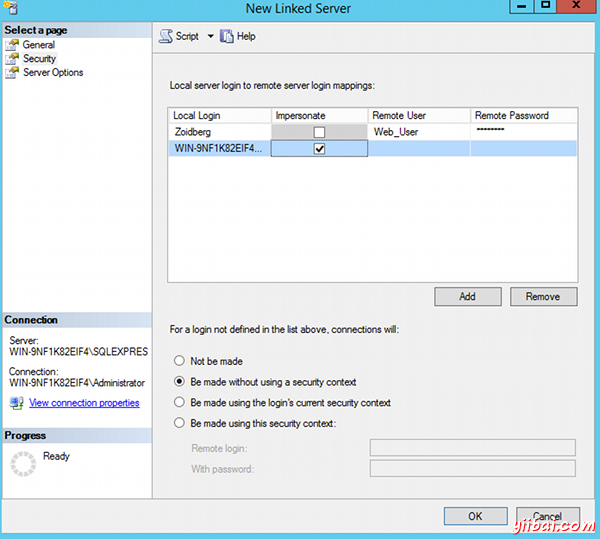 New Linked Server
Select a page
General
Security
Server Options
Script
Help
Local server login to remote server login mappings:
Local Login Impersonate Remote User Remote Password
Zoidberg Web_User ********
WIN-9NF1K82EIF4...
Add Remove
For a login not defined in the list above, connections will:
Not be made
Be made without using a security context
Be made using the login's current security context
Be made using this security context:
Remote login:
With password:
Connection
Server:
WIN-9NF1K82EIF4\SQLEXPRES
Connection:
WIN-9NF1K82EIF4\Administrator
View connection properties
Progress
Ready
OK Cancel
yiibai.com